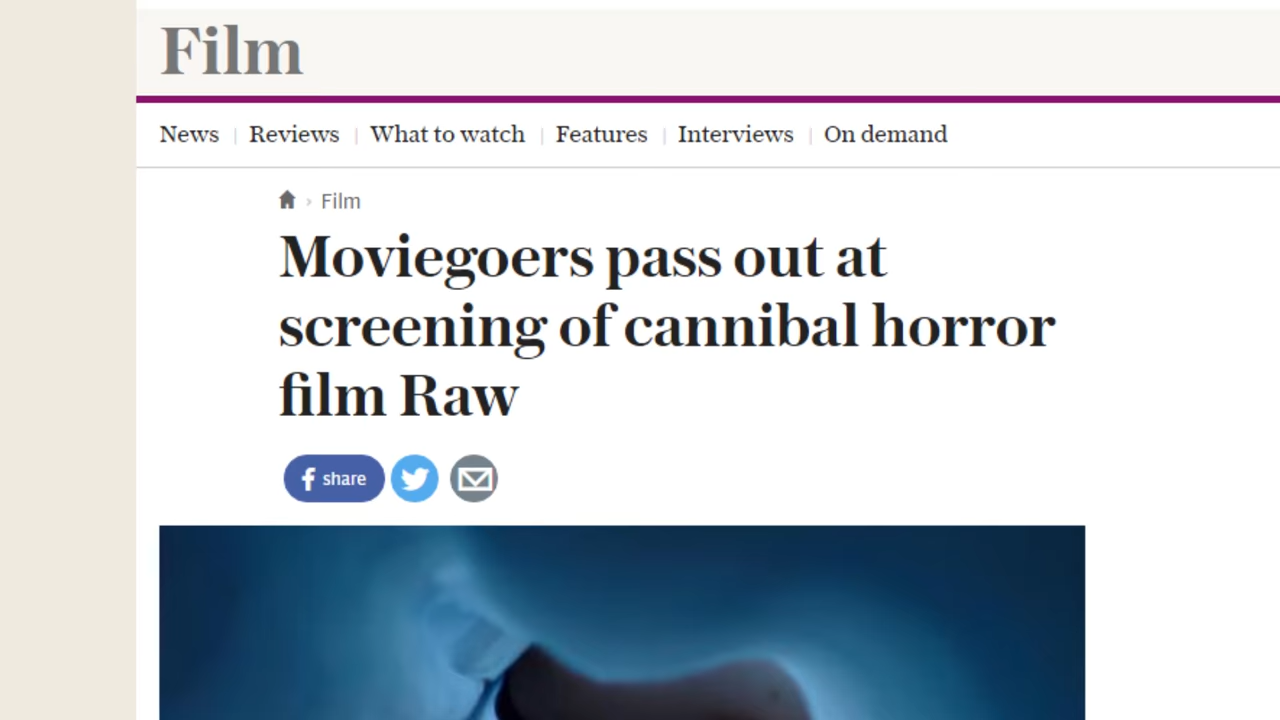 Film
News | Reviews | What to watch | Features | Interviews | On demand
› Film
Moviegoers pass out at
screening of cannibal horror
film Raw
f share